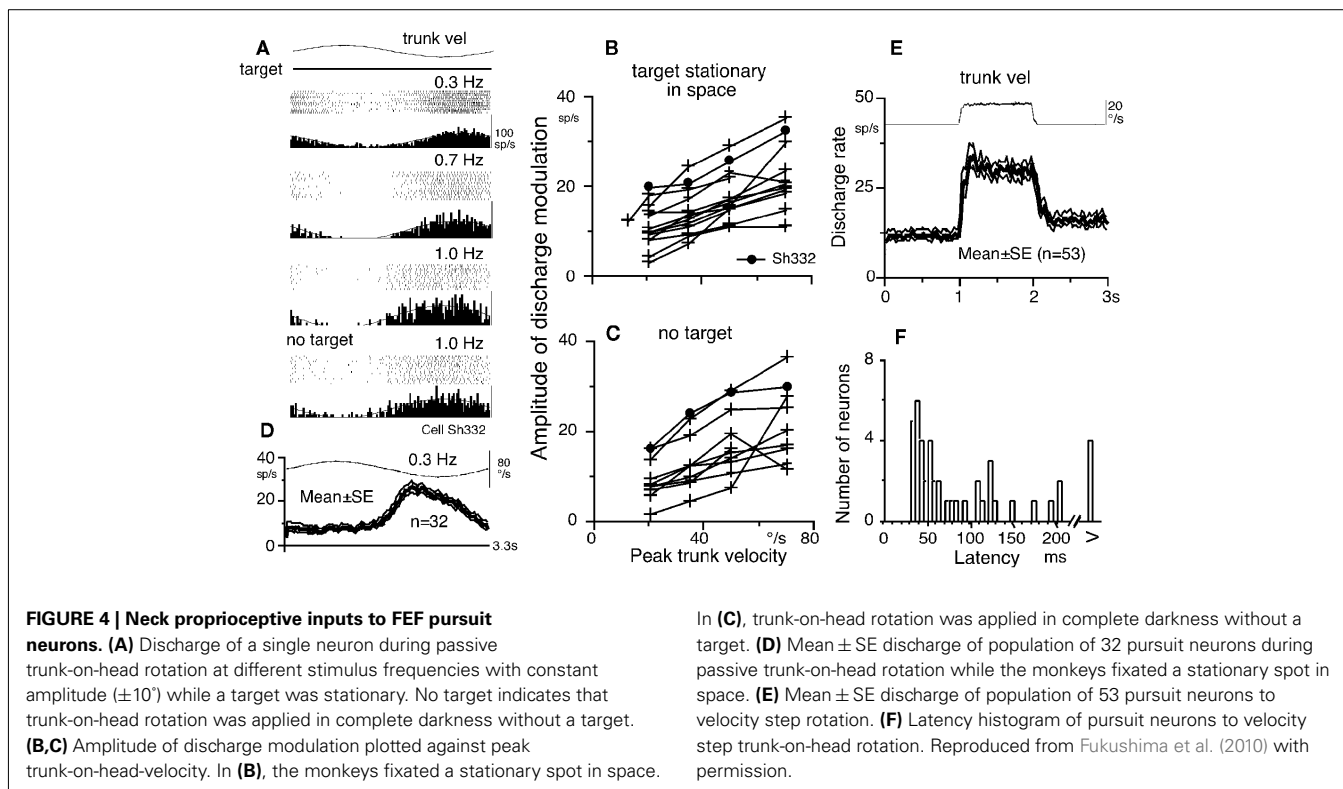 A
trunk vel
target
0.3 Hz
100
sp/s
0.7 Hz
1.0 Hz
no target
1.0 Hz
Cell Sh332
D
0.3 Hz
40
sp/s
20
0
80
°/s
Mean±SE
n=32
3.3s
B
target stationary
in space
40
sp/s
20
0
Sh332
Amplitude of discharge modulation
C
no target
40
20
0
0
40
°/s
80
Peak trunk velocity
E
trunk vel
20
°/s
50
sp/s
25
0
Discharge rate
Mean±SE (n=53)
0
1
2
3s
F
8
4
0
Number of neurons
0
50
100
150
200
>
Latency
ms
FIGURE 4 | Neck proprioceptive inputs to FEF pursuit
neurons. (A) Discharge of a single neuron during passive
trunk-on-head rotation at different stimulus frequencies with constant
amplitude (±10°) while a target was stationary. No target indicates that
trunk-on-head rotation was applied in complete darkness without a target.
(B,C) Amplitude of discharge modulation plotted against peak
trunk-on-head-velocity. In (B), the monkeys fixated a stationary spot in space.
In (C), trunk-on-head rotation was applied in complete darkness without a
target. (D) Mean ± SE discharge of population of 32 pursuit neurons during
passive trunk-on-head rotation while the monkeys fixated a stationary spot in
space. (E) Mean ± SE discharge of population of 53 pursuit neurons to
velocity step rotation. (F) Latency histogram of pursuit neurons to velocity
step trunk-on-head rotation. Reproduced from Fukushima et al. (2010) with
permission.